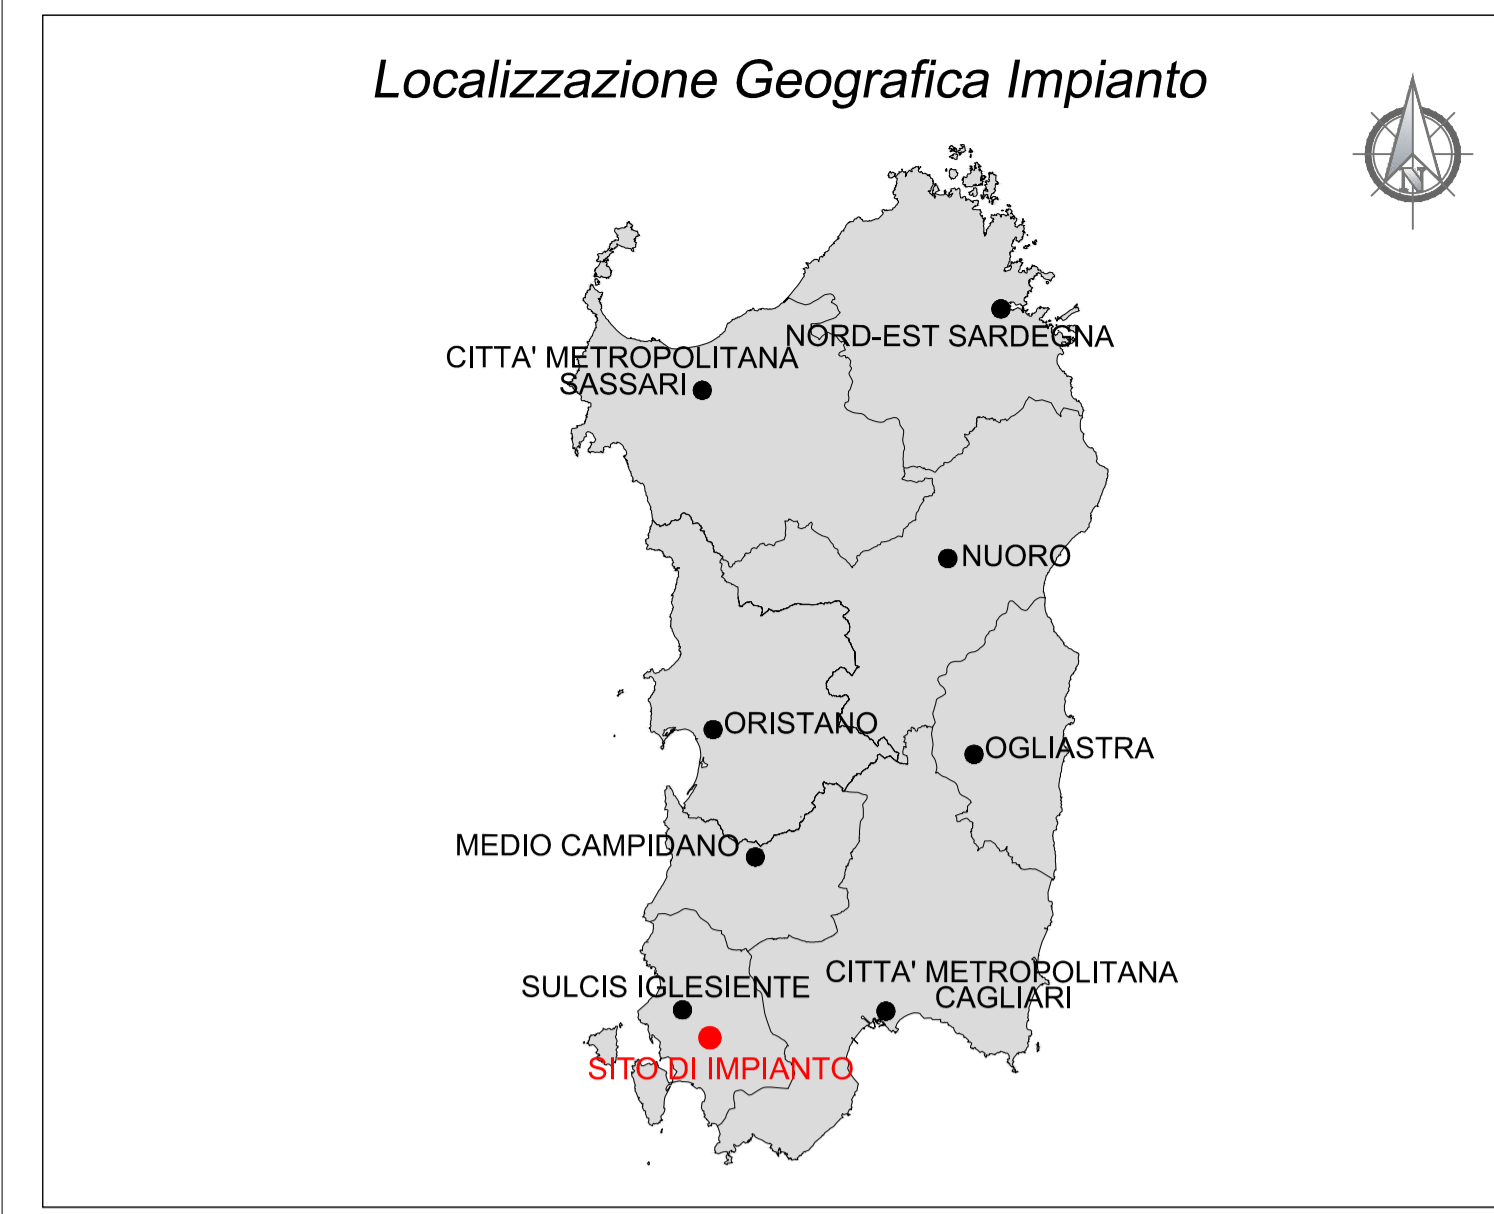 Localizzazione Geografica Impianto
N
NORD-EST SARDEGNA
CITTA' METROPOLITANA
SASSARI
NUORO
ORISTANO
OGLIASTRA
MEDIO CAMPIDANO
SULCIS IGLESIENTE
CITTA' METROPOLITANA
CAGLIARI
SITO DI IMPIANTO